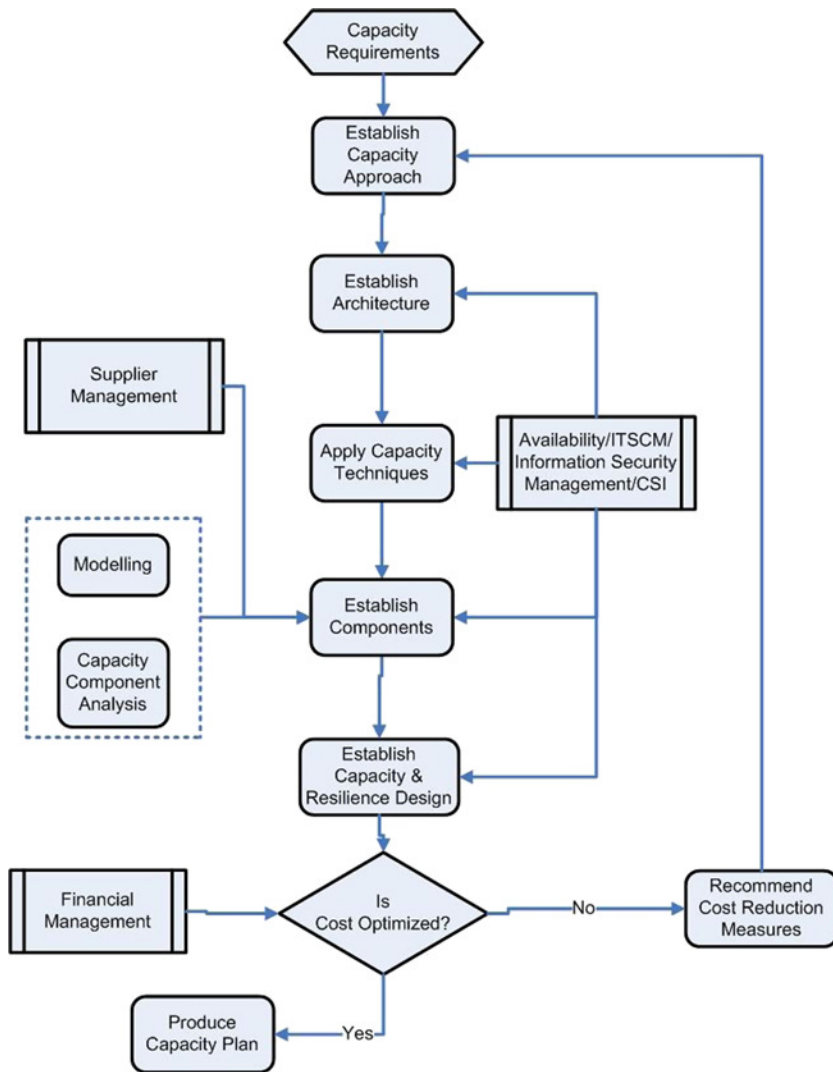 Capacity
Requirements
Establish
Capacity
Approach
Establish
Architecture
Supplier
Management
Apply Capacity
Techniques
Availability/ITSCM/
Information Security
Management/CSI
Modelling
Establish
Components
Capacity
Component
Analysis
Establish
Capacity &
Resilience Design
Financial
Management
Is
Cost Optimized?
No
Recommend
Cost Reduction
Measures
Produce
Capacity Plan
Yes